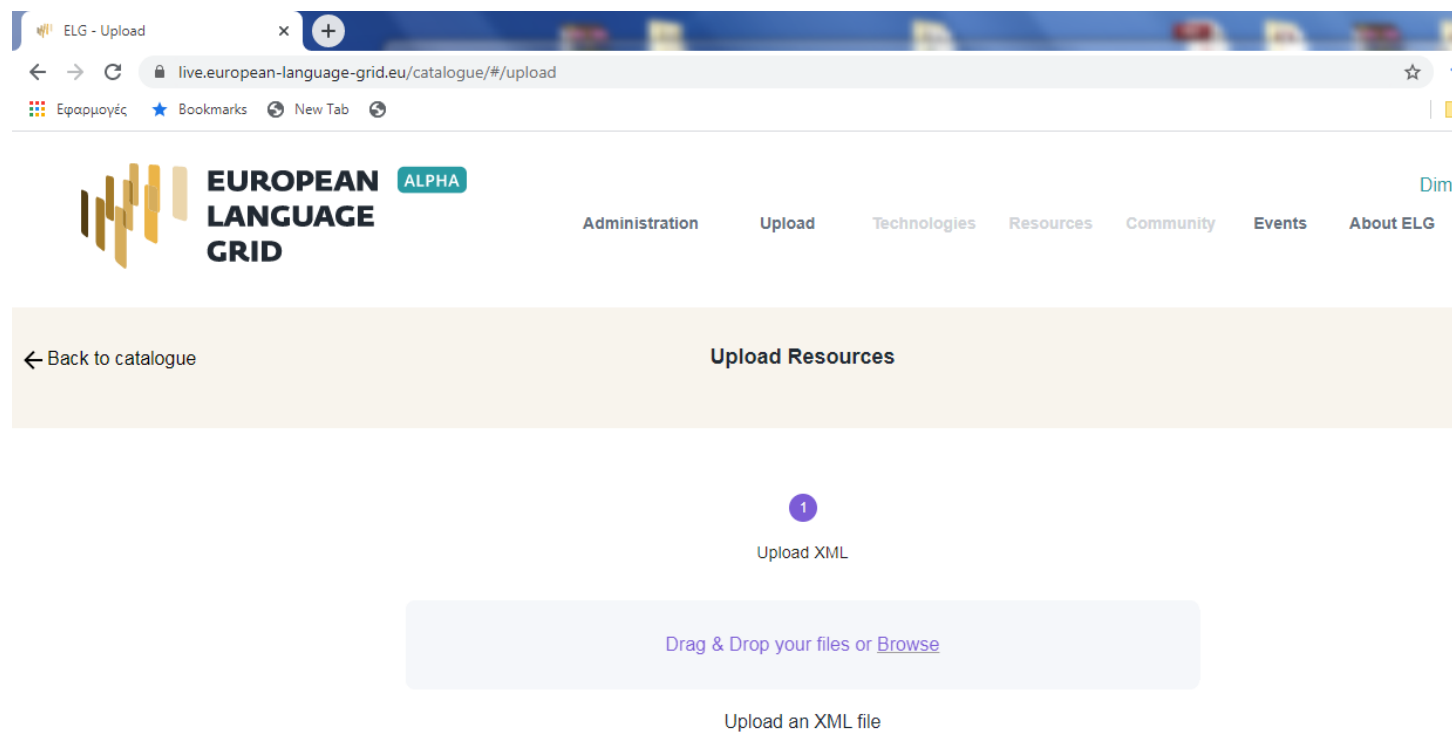 ELG - Upload
live.european-language-grid.eu/catalogue/#/upload
Εφαρμογές Bookmarks New Tab
EUROPEAN ALPHA
LANGUAGE
GRID
Dim
Administration Upload Technologies Resources Community Events About ELG
Back to catalogue
Upload Resources
1
Upload XML
Drag & Drop your files or Browse
Upload an XML file